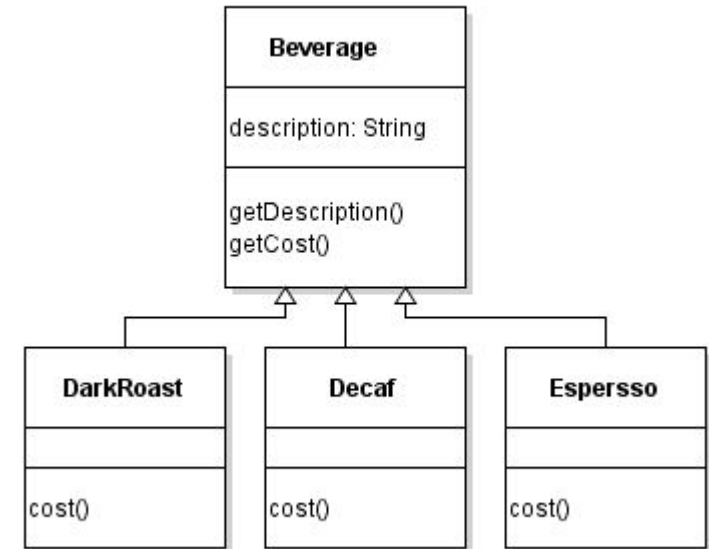 Beverage
description: String
getDescription()
getCost()
DarkRoast
Decaf
Espersso
cost()
cost()
cost()